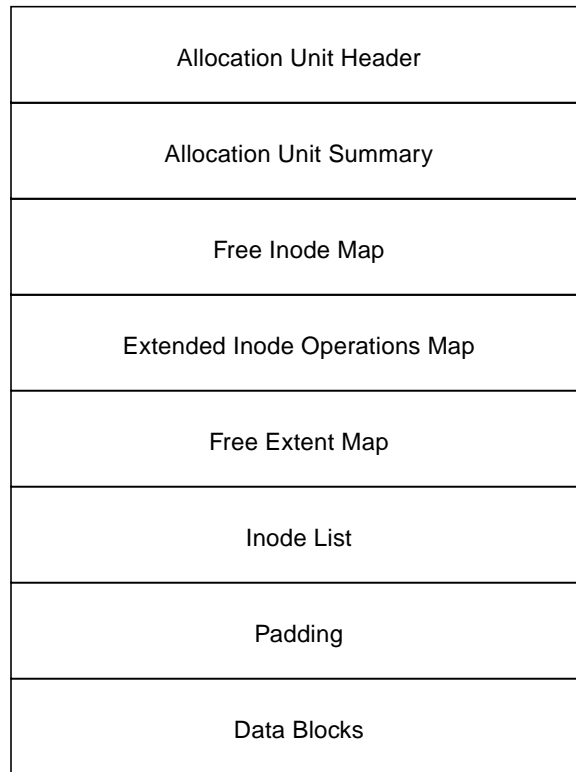 Allocation Unit Header
Allocation Unit Summary
Free Inode Map
Extended Inode Operations Map
Free Extent Map
Inode List
Padding
Data Blocks